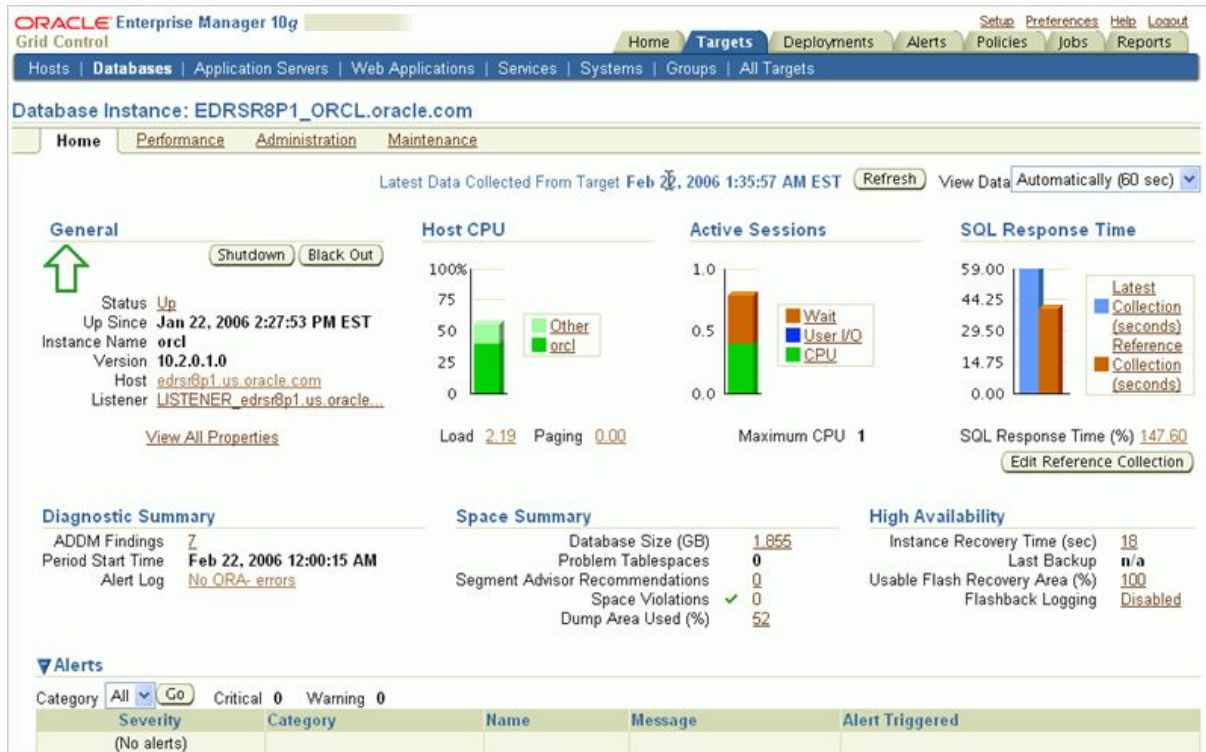 ORACLE Enterprise Manager 10g
Grid Control
Setup Preferences Help Logout
Home Targets Deployments Alerts Policies Jobs Reports
Hosts | Databases | Application Servers | Web Applications | Services | Systems | Groups | All Targets
Database Instance: EDRSR8P1_ORCL.oracle.com
Home Performance Administration Maintenance
Latest Data Collected From Target Feb 22, 2006 1:35:57 AM EST Refresh View Data Automatically (60 sec)
General
Shutdown Black Out
Status Up
Up Since Jan 22, 2006 2:27:53 PM EST
Instance Name orcl
Version 10.2.0.1.0
Host edrsr8p1.us.oracle.com
Listener LISTENER_edrsr8p1.us.oracle...
View All Properties
Host CPU
100%
75
50
25
0
Other
orcl
Load 2.19 Paging 0.00
Active Sessions
1.0
0.5
0.0
Wait
User I/O
CPU
Maximum CPU 1
SQL Response Time
59.00
44.25
29.50
14.75
0.00
Latest
Collection
(seconds)
Reference
Collection
(seconds)
SQL Response Time (%) 147.60
Edit Reference Collection
Diagnostic Summary
ADDM Findings 7
Period Start Time Feb 22, 2006 12:00:15 AM
Alert Log No ORA- errors
Space Summary
Database Size (GB) 1.855
Problem Tablespaces 0
Segment Advisor Recommendations 0
Space Violations 0
Dump Area Used (%) 52
High Availability
Instance Recovery Time (sec) 18
Last Backup n/a
Usable Flash Recovery Area (%) 100
Flashback Logging Disabled
Alerts
Category All Go Critical 0 Warning 0
Severity Category Name Message Alert Triggered
(No alerts)